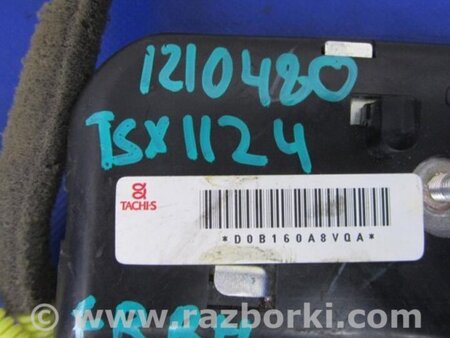 1210480
TSX1124
TACHI-S
*D0B160A8VQA*
www.razborki.com